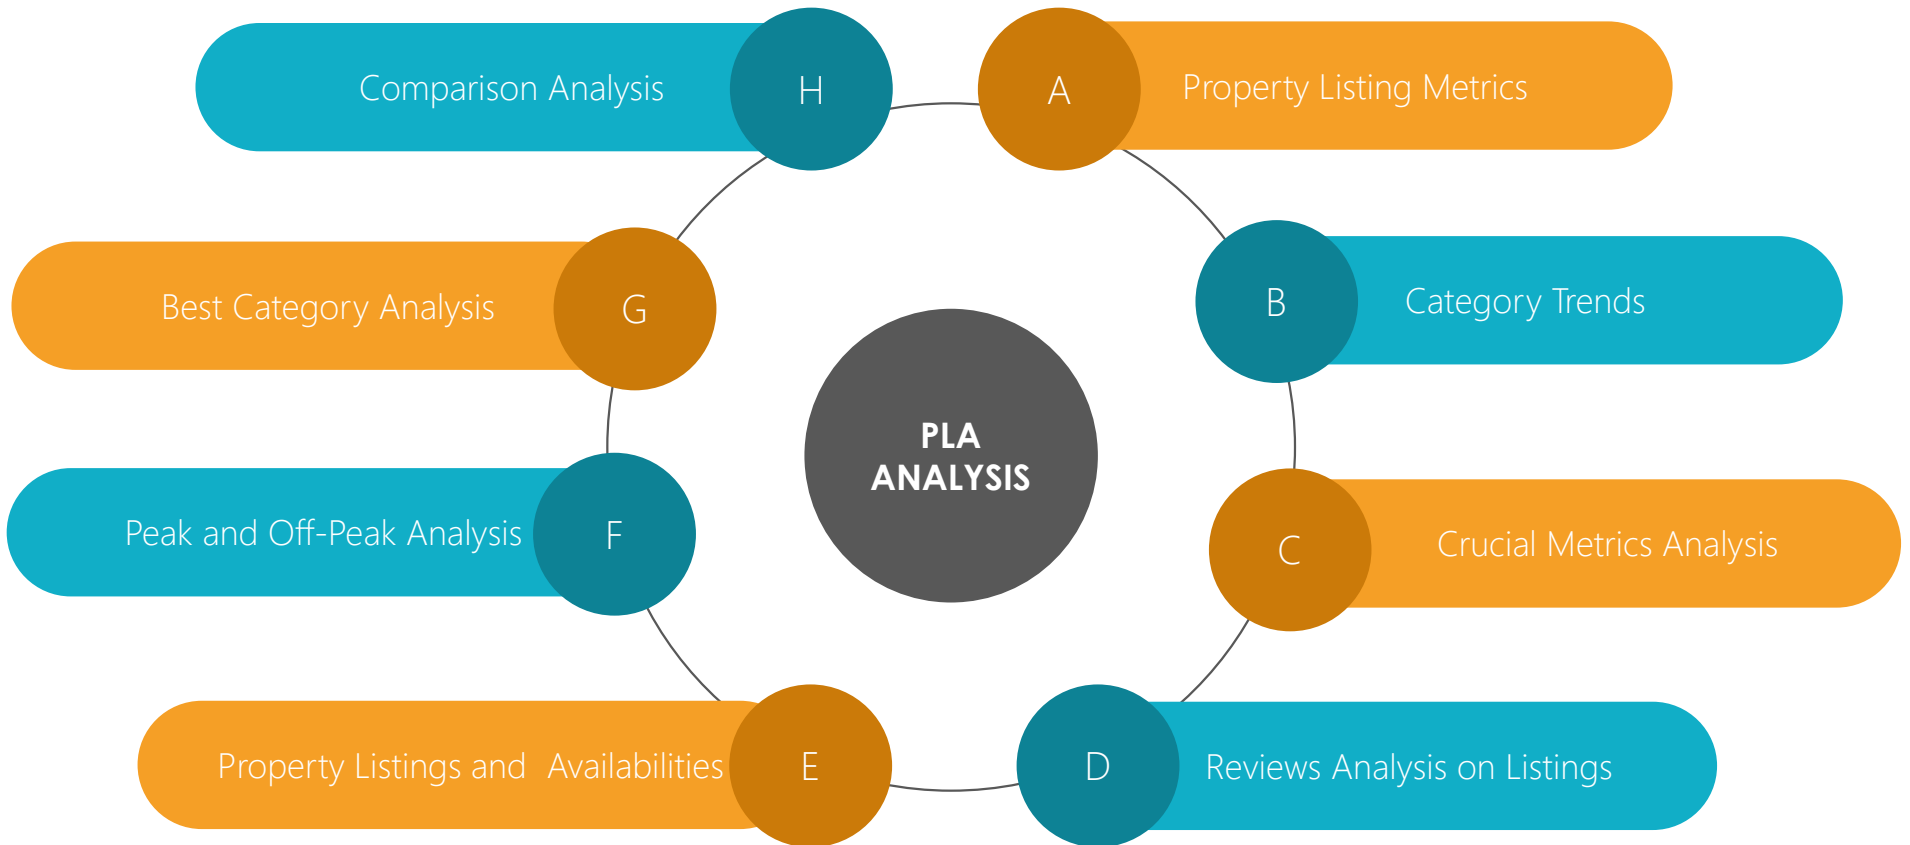 PLA
ANALYSIS
A
Property Listing Metrics
B
Category Trends
C
Crucial Metrics Analysis
D
Reviews Analysis on Listings
E
Property Listings and  Availabilities
F
Peak and Off-Peak Analysis
G
Best Category Analysis
H
Comparison Analysis